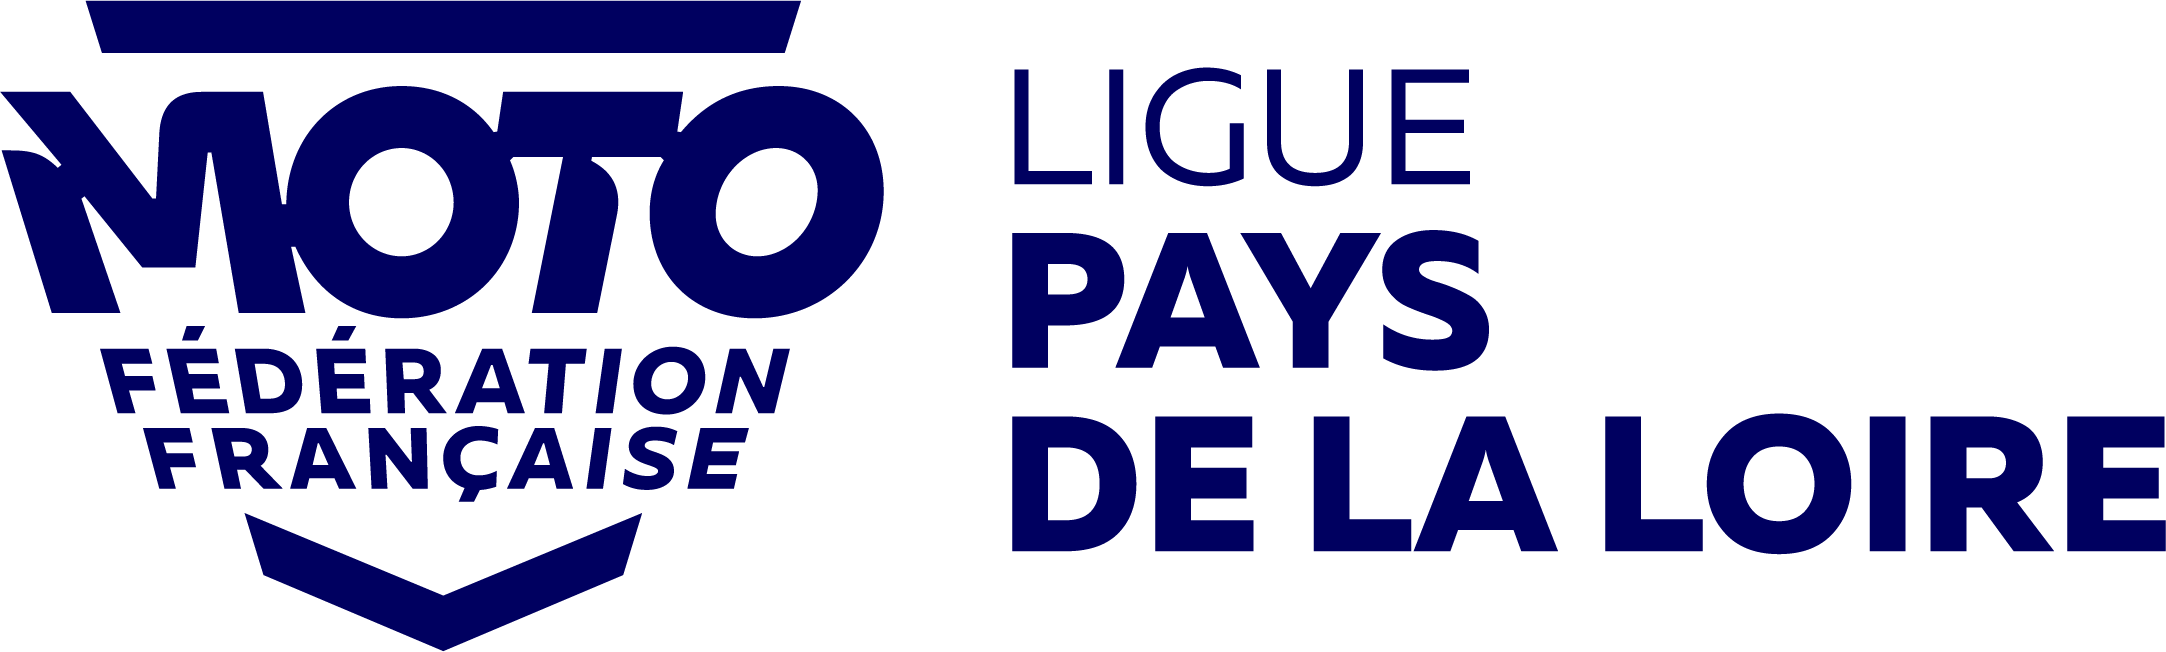 MOTO
FÉDÉRATION
FRANÇAISE
LIGUE
PAYS
DE LA LOIRE